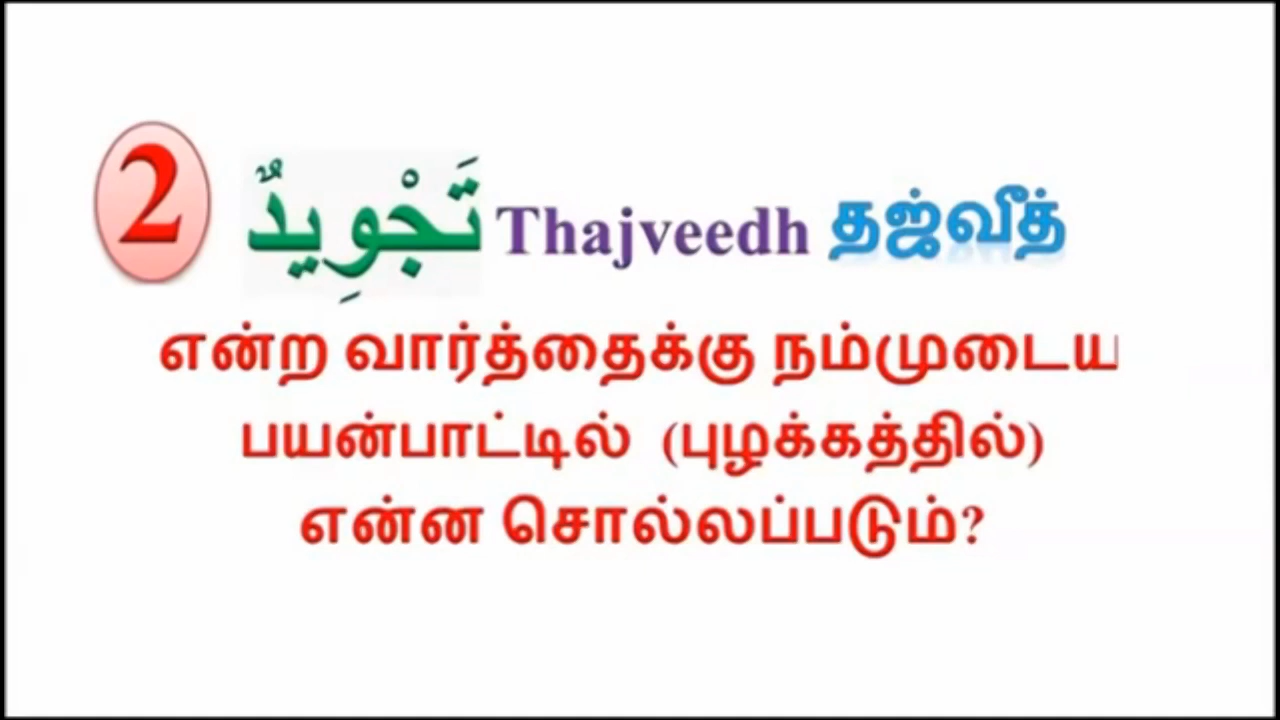 2 تَجْوِيدٌ Thajveedh தஜ்வீத்
என்ற வார்த்தைக்கு நம்முடைய
பயன்பாட்டில் (புழக்கத்தில்)
என்ன சொல்லப்படும்?